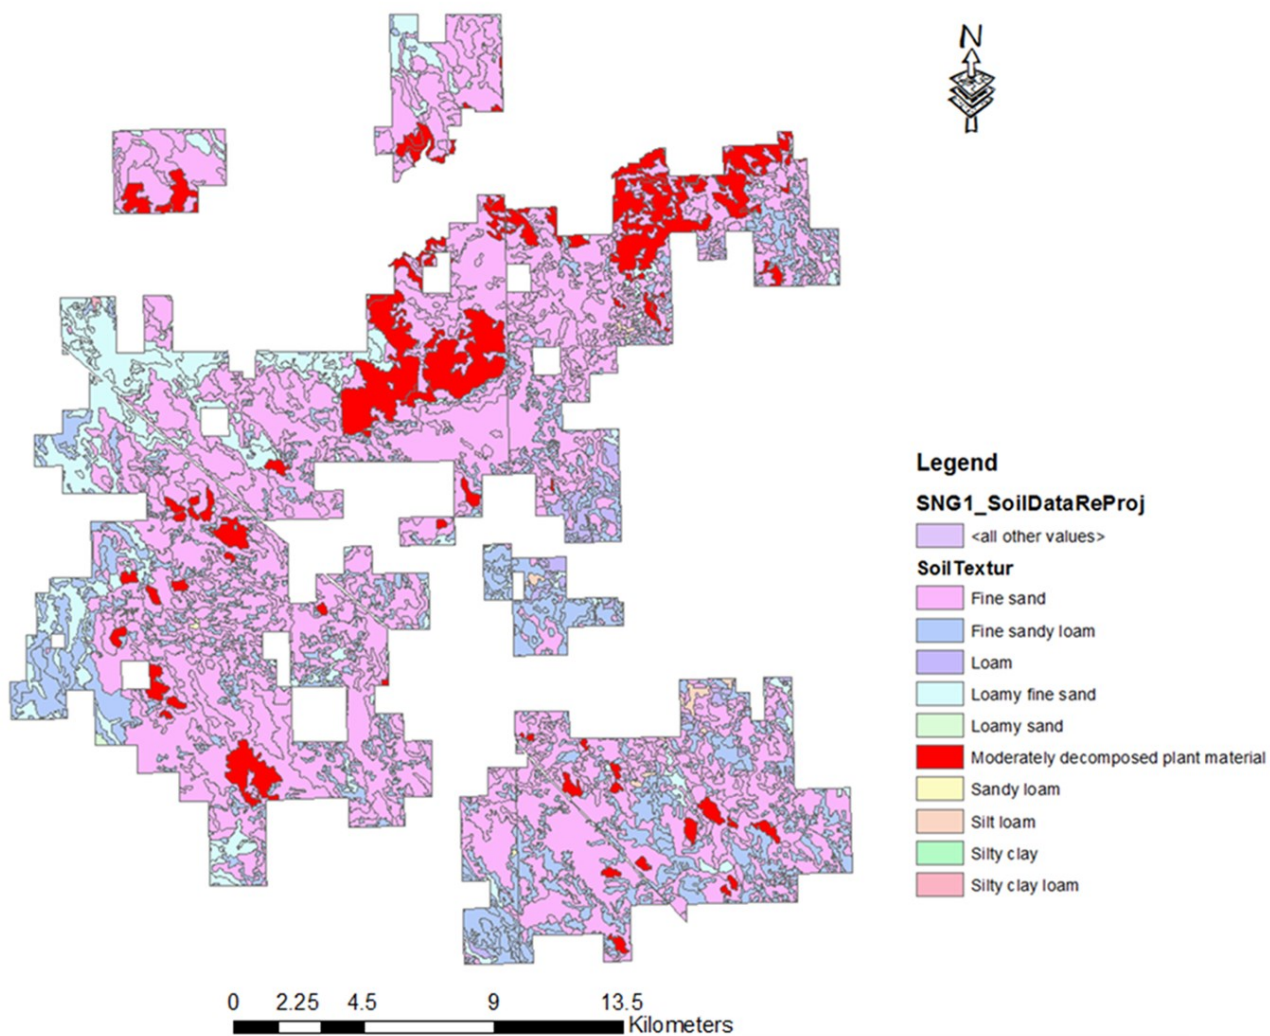 N
Legend
SNG1_SoilDataReProj
<all other values>
SoilTextur
Fine sand
Fine sandy loam
Loam
Loamy fine sand
Loamy sand
Moderately decomposed plant material
Sandy loam
Silt loam
Silty clay
Silty clay loam
0 2.25 4.5 9 13.5
Kilometers